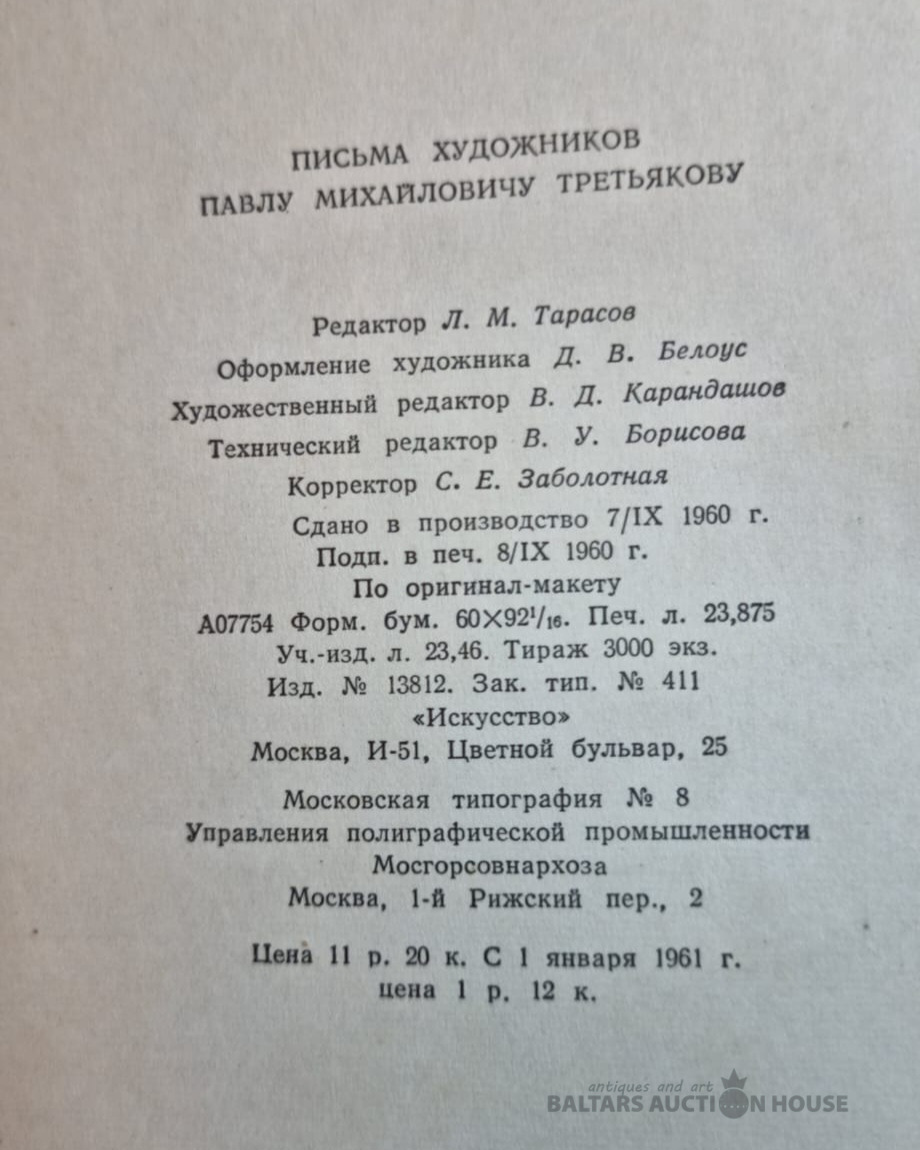 ПИСЬМА ХУДОЖНИКОВ
ПАВЛУ МИХАЙЛОВИЧУ ТРЕТЬЯКОВУ
Редактор Л. М. Тарасов
Оформление художника Д. В. Белоус
Художественный редактор В. Д. Карандашов
Технический редактор В. У. Борисова
Корректор С. Е. Заболотная
Сдано в производство 7/IX 1960 г.
Подп. в печ. 8/IX 1960 г.
По оригинал-макету
А07754 Форм. бум. 60×92¹/₁₆. Печ. л. 23,875
Уч.-изд. л. 23,46. Тираж 3000 экз.
Изд. № 13812. Зак. тип. № 411
«Искусство»
Москва, И-51, Цветной бульвар, 25
Московская типография № 8
Управления полиграфической промышленности
Мосгорсовнархоза
Москва, 1-й Рижский пер., 2
Цена 11 р. 20 к. С 1 января 1961 г.
цена 1 р. 12 к.
antiques and art
BALTARS AUCTION HOUSE